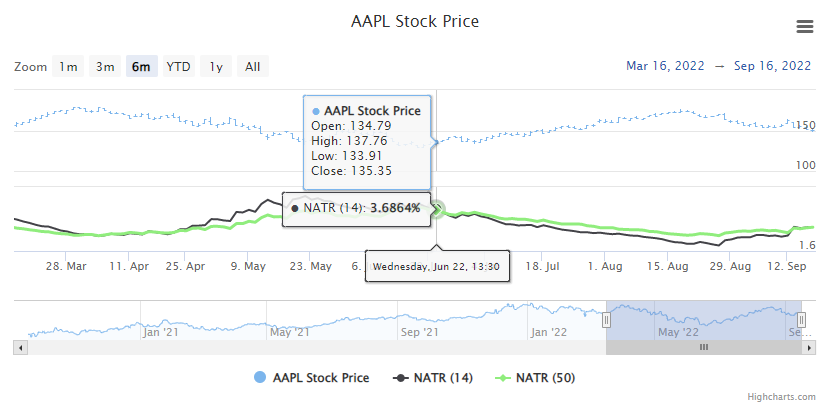 AAPL Stock Price
Zoom 1m 3m 6m YTD 1y All
Mar 16, 2022 → Sep 16, 2022
AAPL Stock Price
Open: 134.79
High: 137.76
Low: 133.91
Close: 135.35
150
100
NATR (14): 3.6864%
1.6
Wednesday, Jun 22, 13:30
28. Mar 11. Apr 25. Apr 9. May 23. May 6. 18. Jul 1. Aug 15. Aug 29. Aug 12. Sep
Jan '21 May '21 Sep '21 Jan '22 May '22 Se...
AAPL Stock Price NATR (14) NATR (50)
Highcharts.com